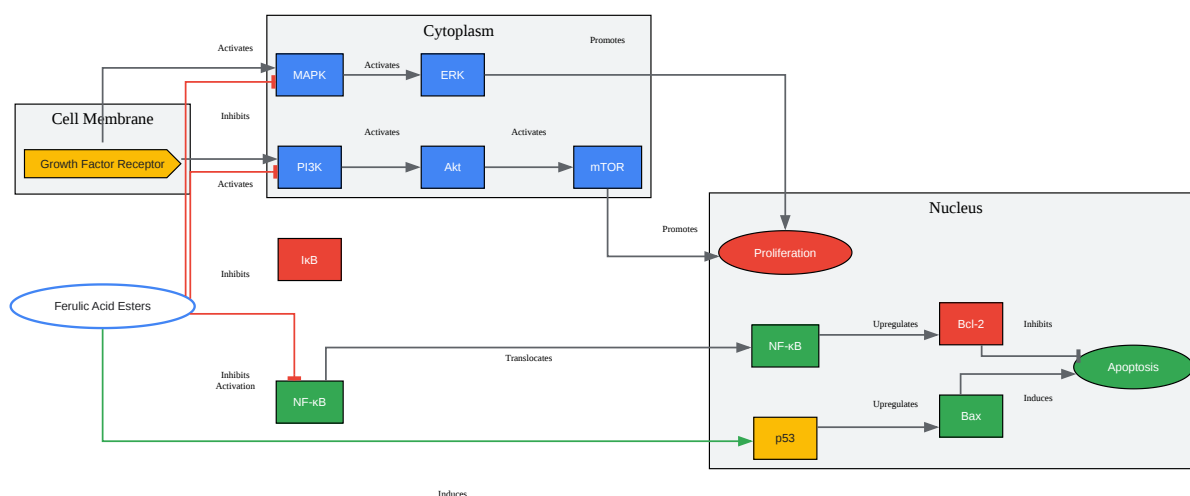 Cytoplasm
Promotes
Activates
MAPK
Activates
ERK
Cell Membrane
Inhibits
Growth Factor Receptor
PI3K
Activates
Akt
Activates
mTOR
Activates
Nucleus
Promotes
Proliferation
IκB
Inhibits
Ferulic Acid Esters
NF-κB
Upregulates
Bcl-2
Inhibits
Translocates
Apoptosis
Inhibits
Activation
NF-κB
Upregulates
Bax
Induces
p53
Induces